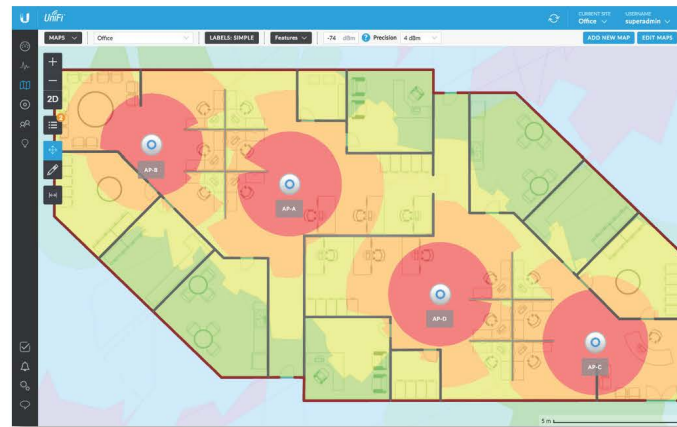 U UniFi
CURRENT SITE
Office
USERNAME
superadmin
MAPS
Office
LABELS: SIMPLE
Features
-74 dBm
? Precision
4 dBm
ADD NEW MAP
EDIT MAPS
+
−
2D
AP-B
AP-A
AP-D
AP-C
5 m